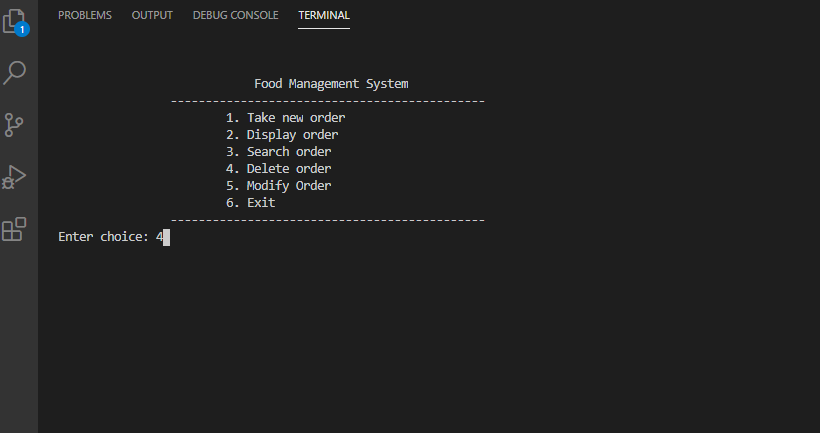 PROBLEMS OUTPUT DEBUG CONSOLE TERMINAL
1
Food Management System
---------------------------------------------
1. Take new order
2. Display order
3. Search order
4. Delete order
5. Modify Order
6. Exit
---------------------------------------------
Enter choice: 4